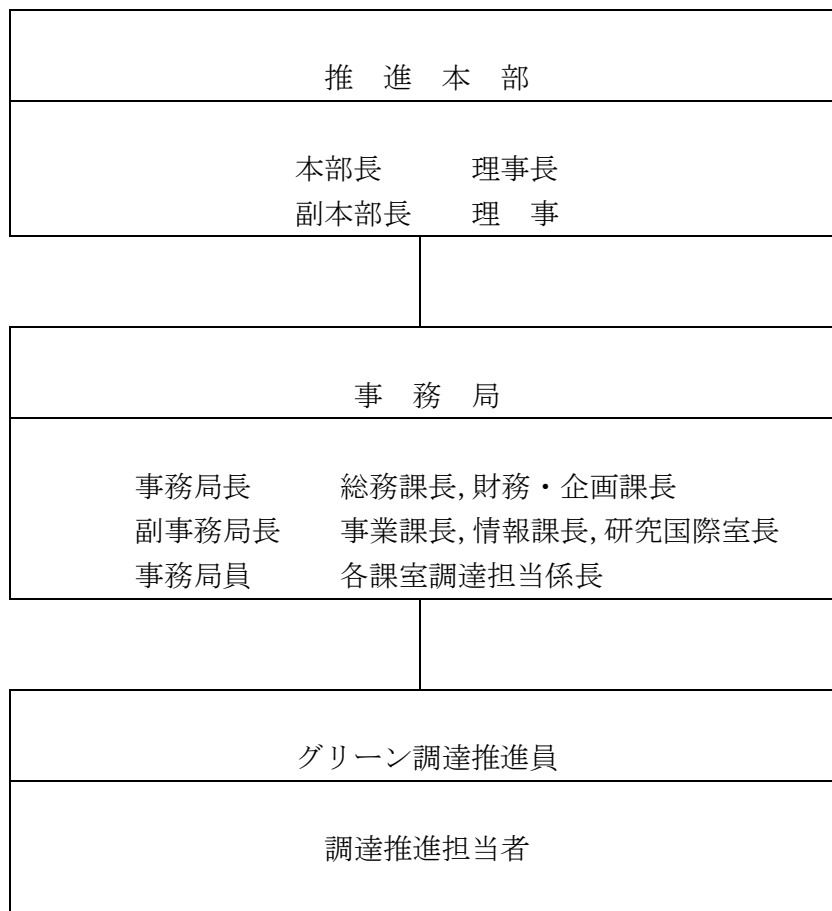 推　進　本　部
本部長　　　理事長
副本部長　　理　事
事　務　局
事務局長　　　総務課長,財務・企画課長
副事務局長　　事業課長,情報課長,研究国際室長
事務局員　　　各課室調達担当係長
グリーン調達推進員
調達推進担当者